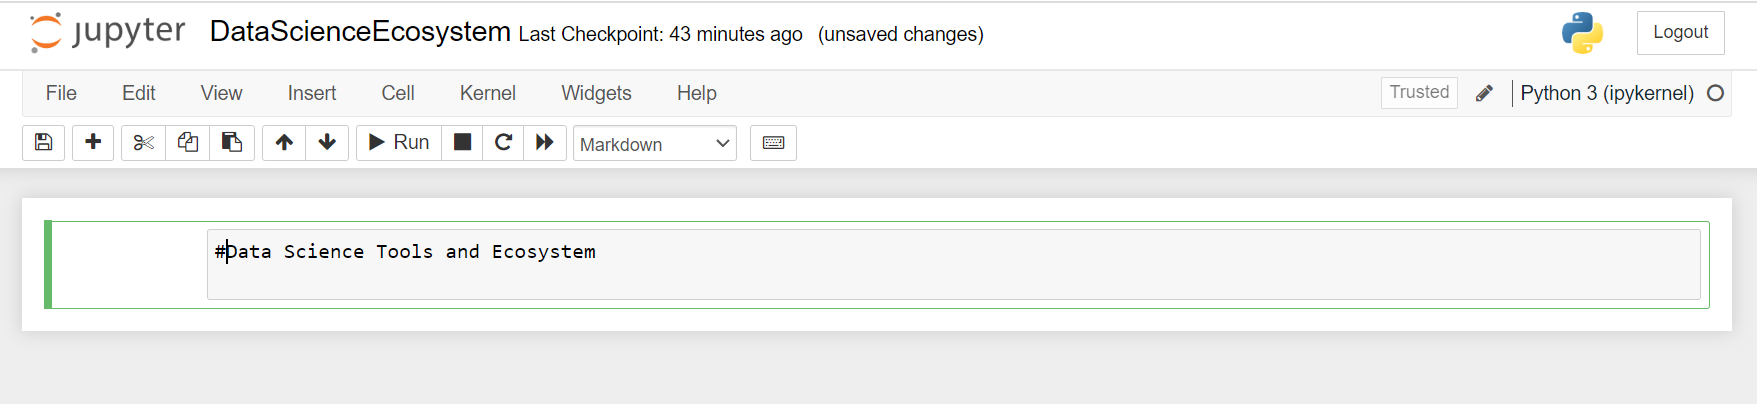 jupyter DataScienceEcosystem Last Checkpoint: 43 minutes ago (unsaved changes)
Logout
File Edit View Insert Cell Kernel Widgets Help
Trusted
Python 3 (ipykernel)
Run
Markdown
#Data Science Tools and Ecosystem